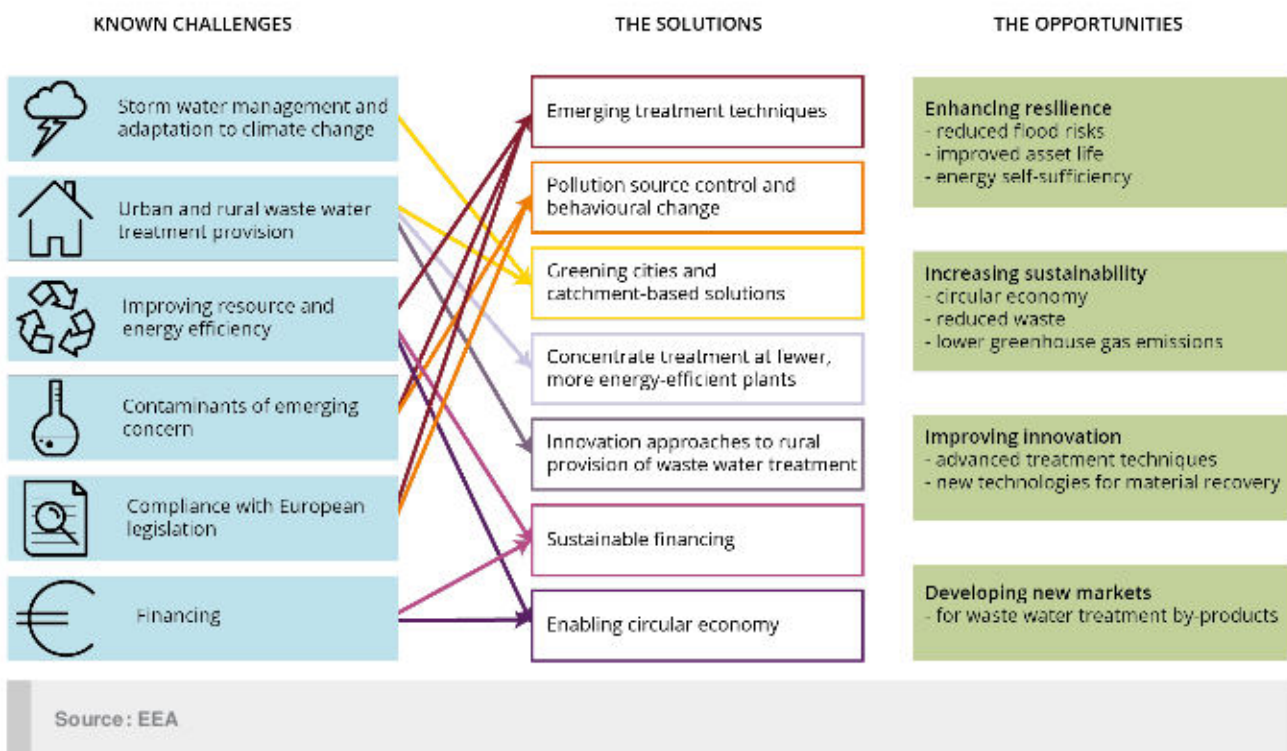 KNOWN CHALLENGES
Storm water management and
adaptation to climate change
Urban and rural waste water
treatment provision
Improving resource and
energy efficiency
Contaminants of emerging
concern
Compliance with European
legislation
Financing
THE SOLUTIONS
Emerging treatment techniques
Pollution source control and
behavioural change
Greening cities and
catchment-based solutions
Concentrate treatment at fewer,
more energy-efficient plants
Innovation approaches to rural
provision of waste water treatment
Sustainable financing
Enabling circular economy
THE OPPORTUNITIES
Enhancing resilience
- reduced flood risks
- improved asset life
- energy self-sufficiency
Increasing sustainability
- circular economy
- reduced waste
- lower greenhouse gas emissions
Improving innovation
- advanced treatment techniques
- new technologies for material recovery
Developing new markets
- for waste water treatment by-products
Source: EEA